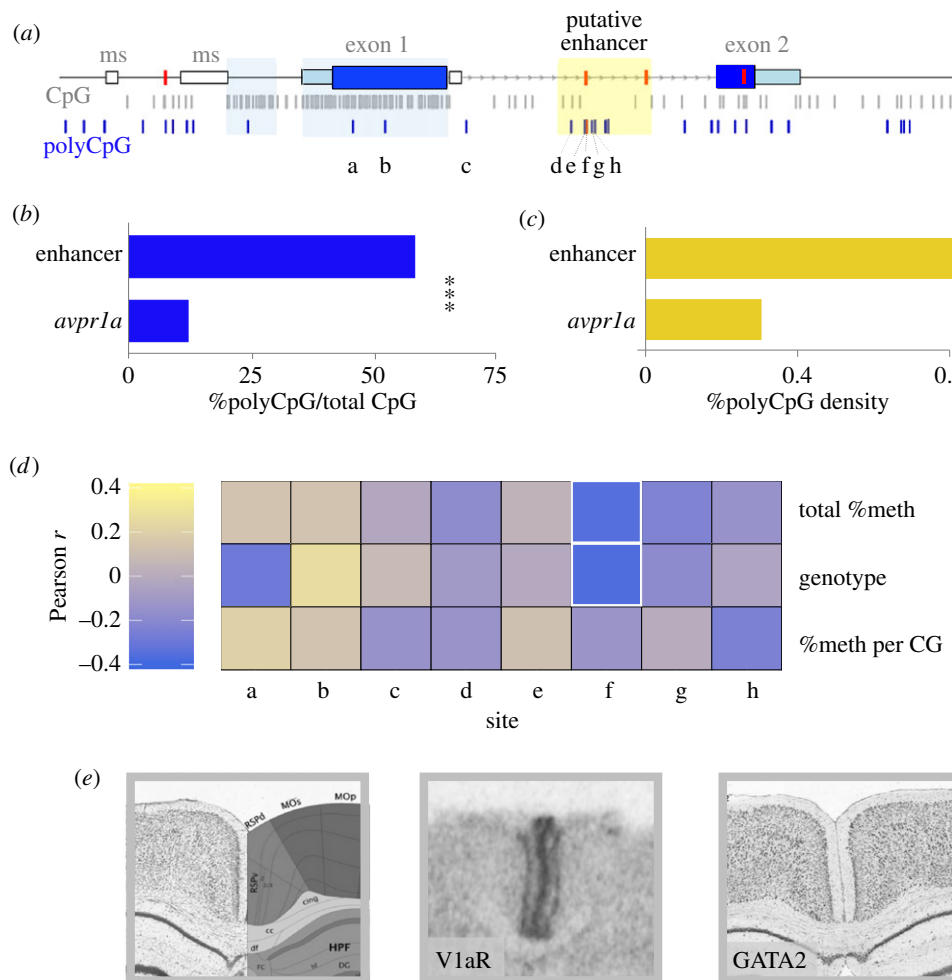 (a)
ms
ms
exon 1
putative
enhancer
exon 2
CpG
polyCpG
a
b
c
d e f g h
(b)
enhancer
avpr1a
***
0
25
50
75
%polyCpG/total CpG
(c)
enhancer
avpr1a
0
0.4
0.
%polyCpG density
(d)
0.4
0.2
0
–0.2
–0.4
Pearson r
total %meth
genotype
%meth per CG
a b c d e f g h
site
(e)
RSPd
MOs
MOp
RSPv
cing
cc
df
HPF
FC
DG
V1aR
GATA2